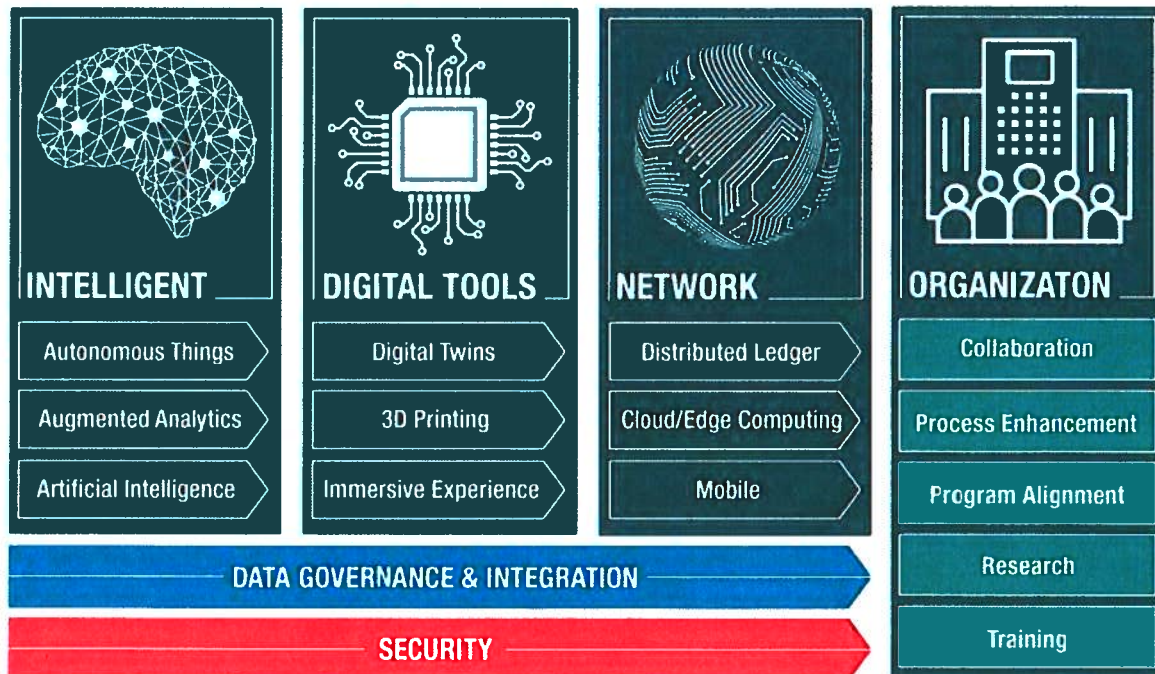 INTELLIGENT
Autonomous Things
Augmented Analytics
Artificial Intelligence
DIGITAL TOOLS
Digital Twins
3D Printing
Immersive Experience
NETWORK
Distributed Ledger
Cloud/Edge Computing
Mobile
ORGANIZATON
Collaboration
Process Enhancement
Program Alignment
Research
Training
DATA GOVERNANCE & INTEGRATION
SECURITY